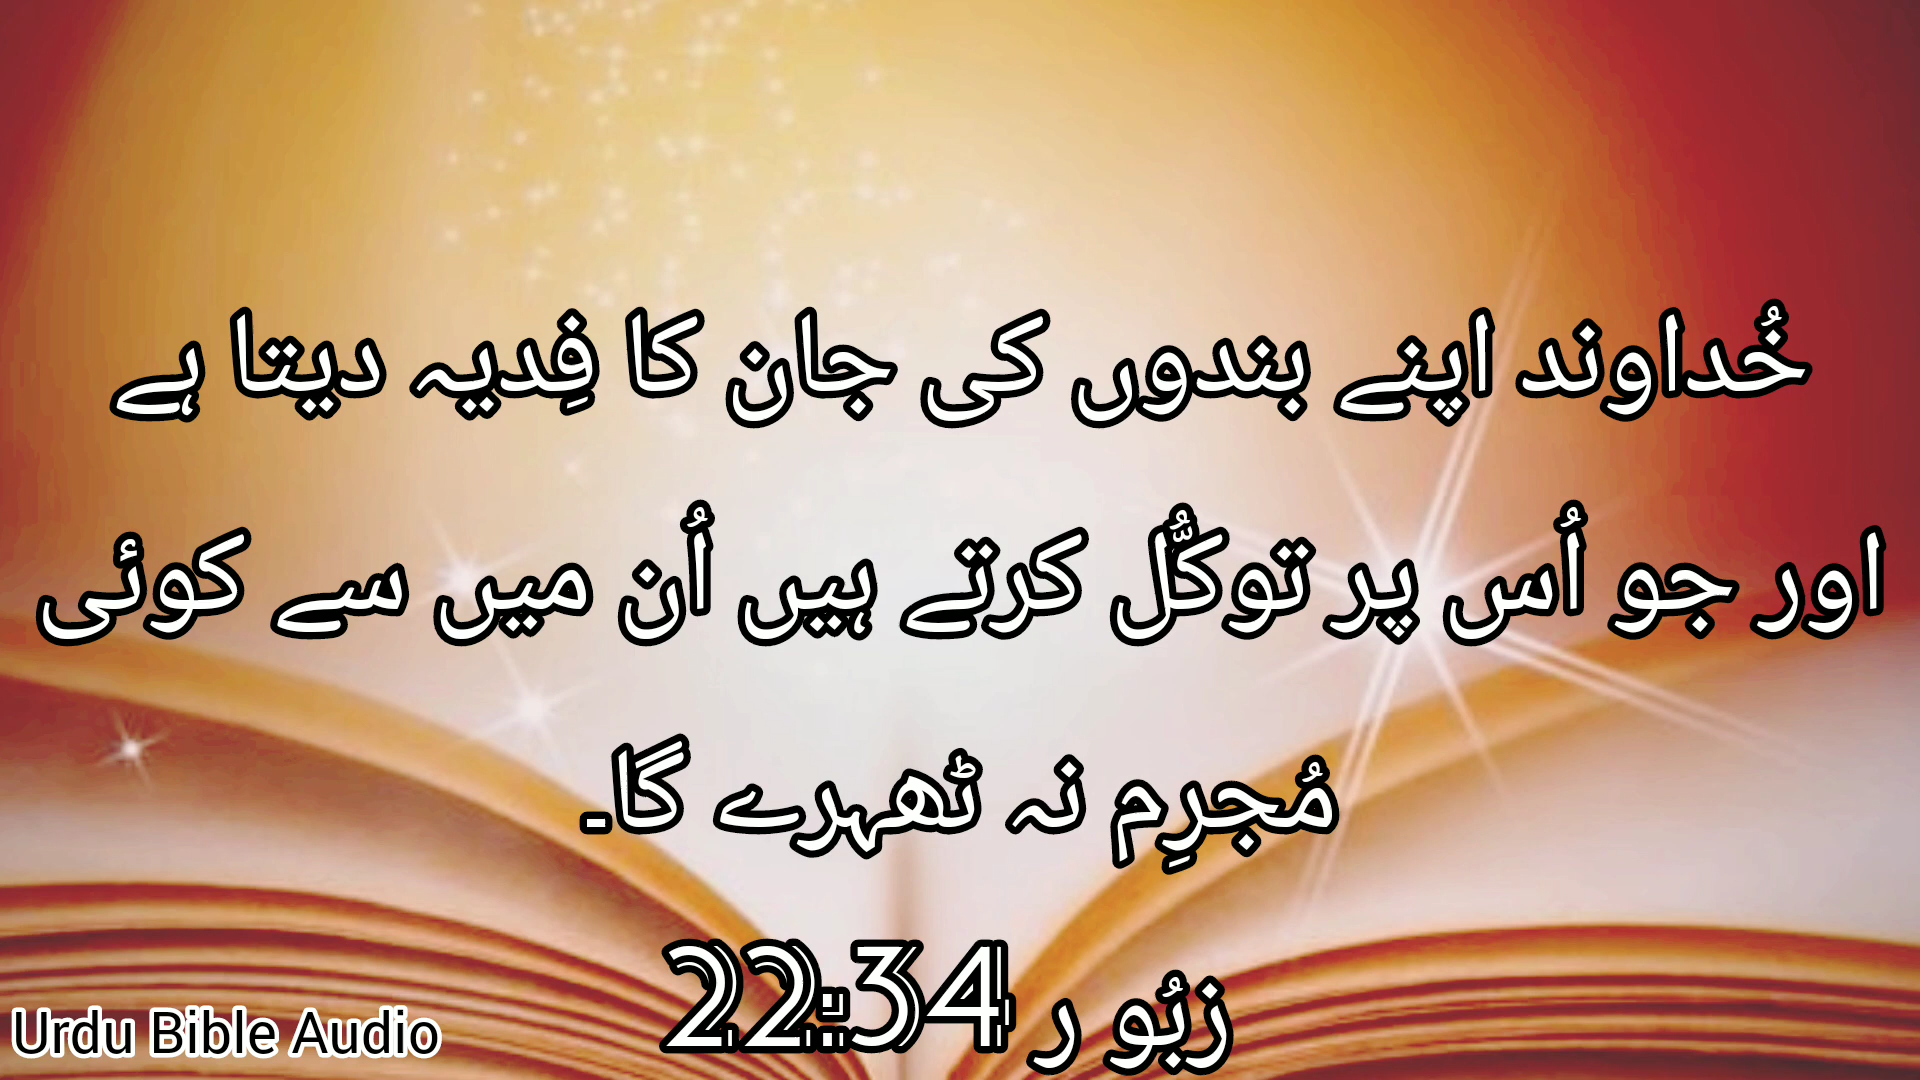 خُداوند اپنے بندوں کی جان کا فِدیہ دیتا ہے
اور جو اُس پر توکُّل کرتے ہیں اُن میں سے کوئی
مُجرِم نہ ٹھہرے گا۔
زبُو ر 22:34
Urdu Bible Audio